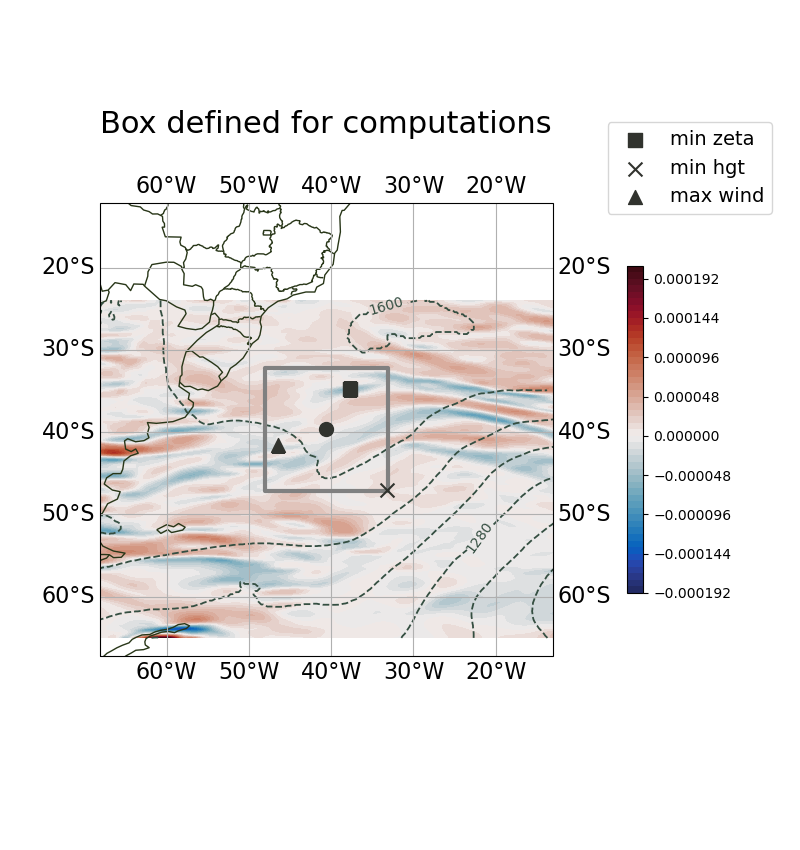 Box defined for computations
min zeta
min hgt
max wind
60°W 50°W 40°W 30°W 20°W
20°S 20°S
30°S 30°S
40°S 40°S
50°S 50°S
60°S 60°S
1600
1280
60°W 50°W 40°W 30°W 20°W
0.000192
0.000144
0.000096
0.000048
0.000000
−0.000048
−0.000096
−0.000144
−0.000192